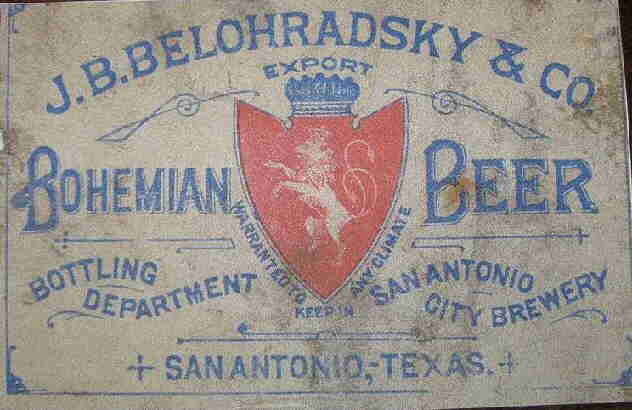 J.B.BELOHRADSKY & CO
EXPORT
BOHEMIAN BEER
WARRANTED TO KEEP IN ANY CLIMATE
BOTTLING DEPARTMENT
SAN ANTONIO CITY BREWERY
SAN ANTONIO,-TEXAS.